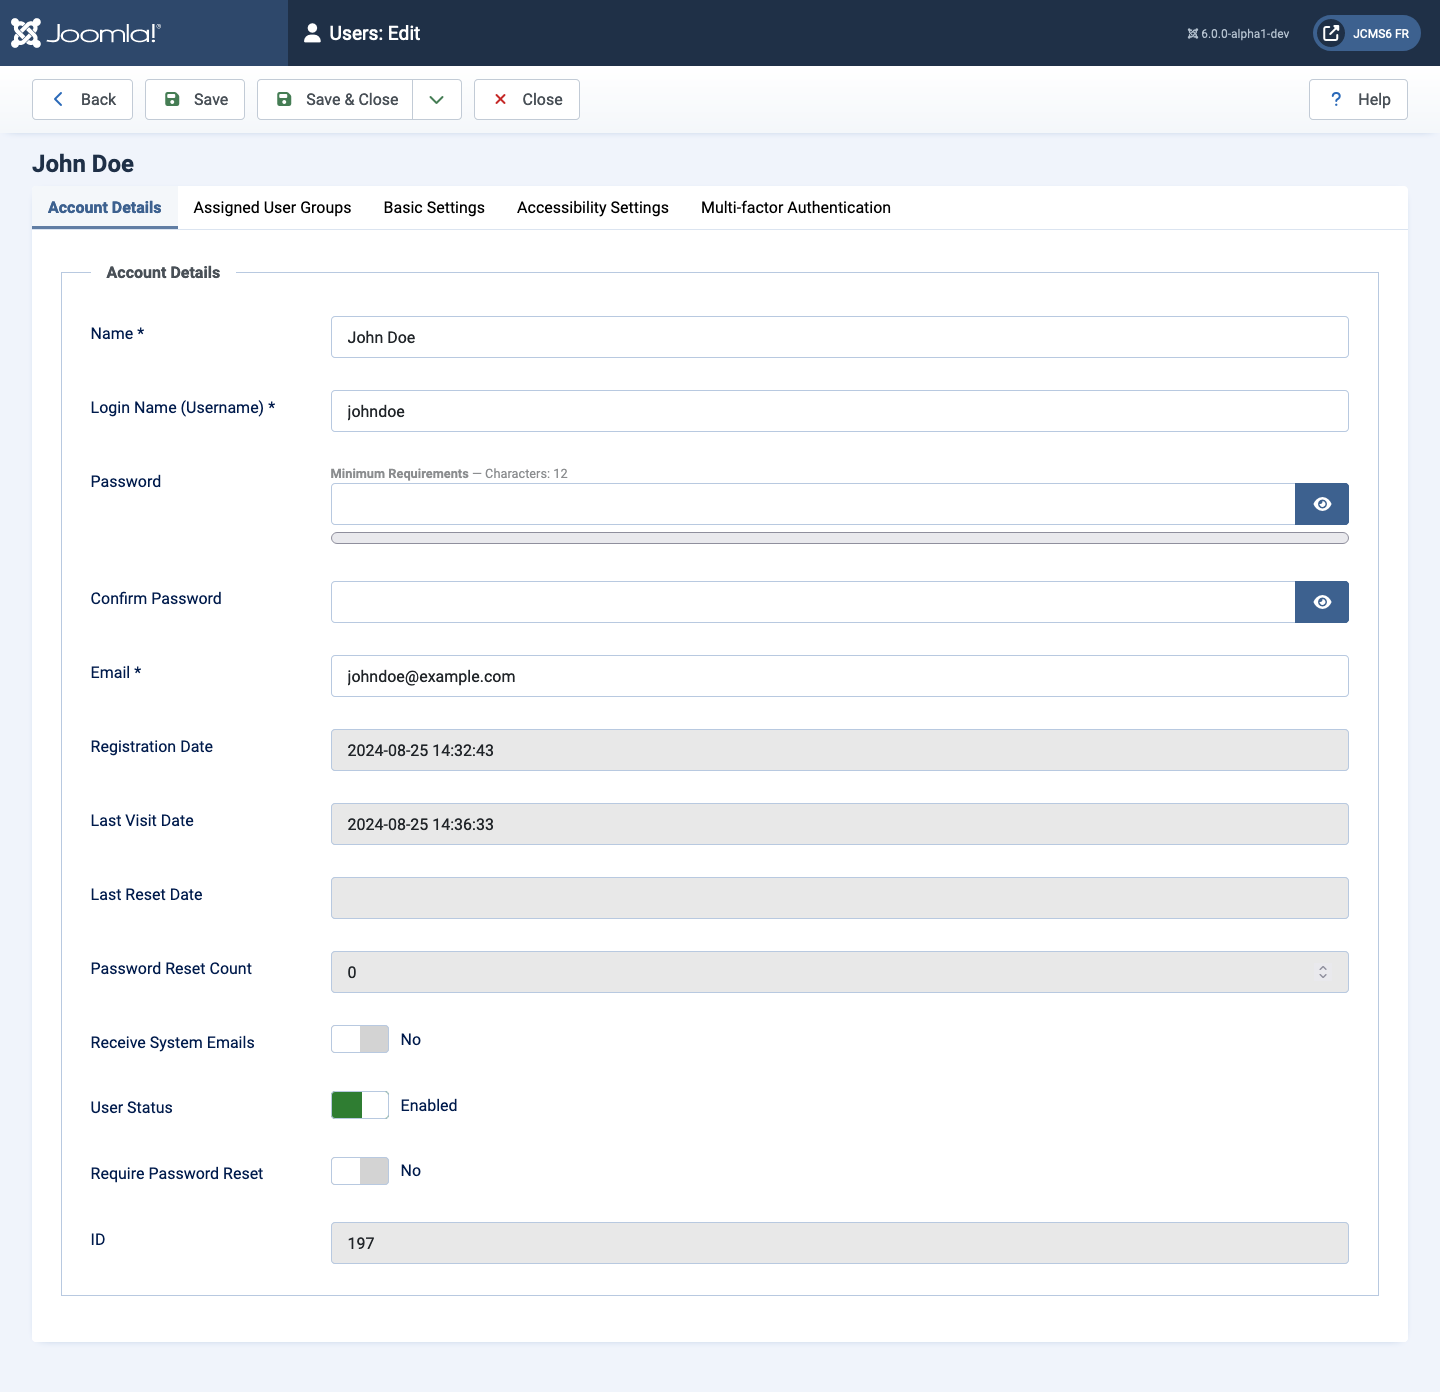 Joomla!®
Users: Edit
6.0.0-alpha1-dev
JCMS6 FR
Back
Save
Save & Close
Close
Help
John Doe
Account Details
Assigned User Groups
Basic Settings
Accessibility Settings
Multi-factor Authentication
Account Details
Name *
John Doe
Login Name (Username) *
johndoe
Password
Minimum Requirements — Characters: 12
Confirm Password
Email *
johndoe@example.com
Registration Date
2024-08-25 14:32:43
Last Visit Date
2024-08-25 14:36:33
Last Reset Date
Password Reset Count
0
Receive System Emails
No
User Status
Enabled
Require Password Reset
No
ID
197